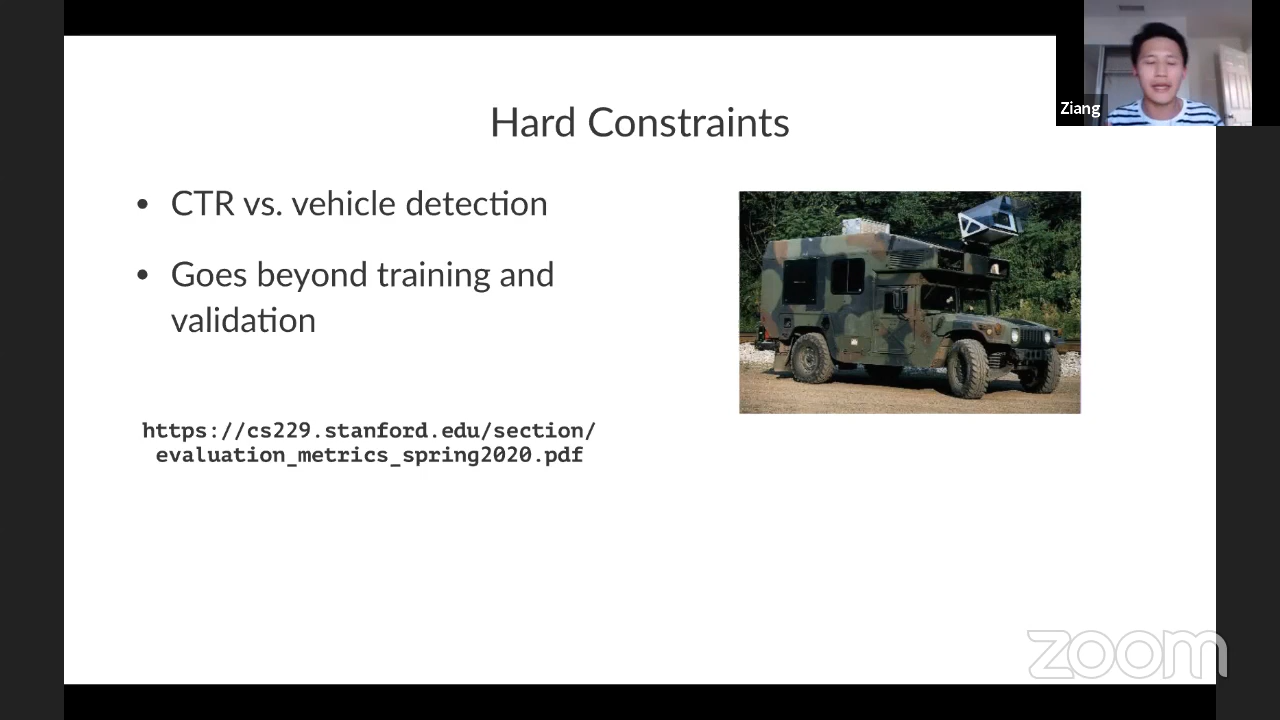 Ziang
Hard Constraints
• CTR vs. vehicle detection
• Goes beyond training and
validation
https://cs229.stanford.edu/section/
evaluation_metrics_spring2020.pdf
zoom